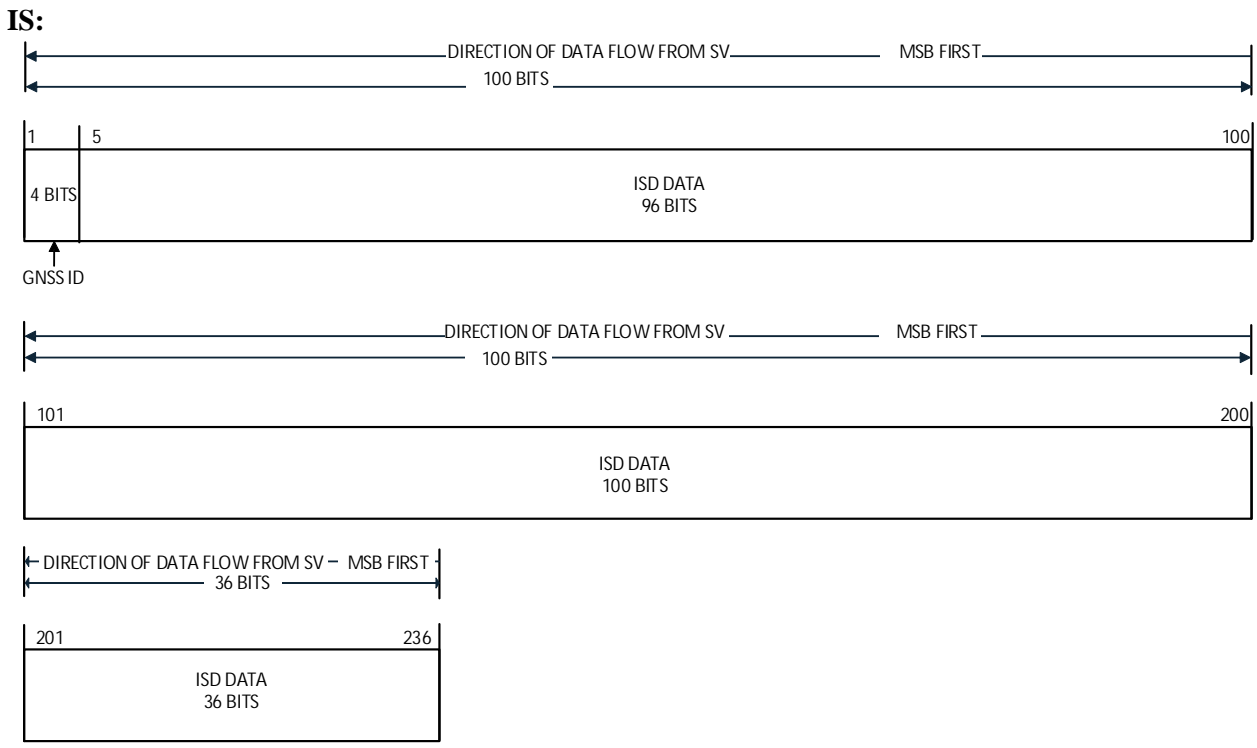 IS:
DIRECTION OF DATA FLOW FROM SV MSB FIRST
100 BITS
1 5 100
4 BITS
ISD DATA
96 BITS
GNSS ID
DIRECTION OF DATA FLOW FROM SV MSB FIRST
100 BITS
101 200
ISD DATA
100 BITS
DIRECTION OF DATA FLOW FROM SV MSB FIRST
36 BITS
201 236
ISD DATA
36 BITS